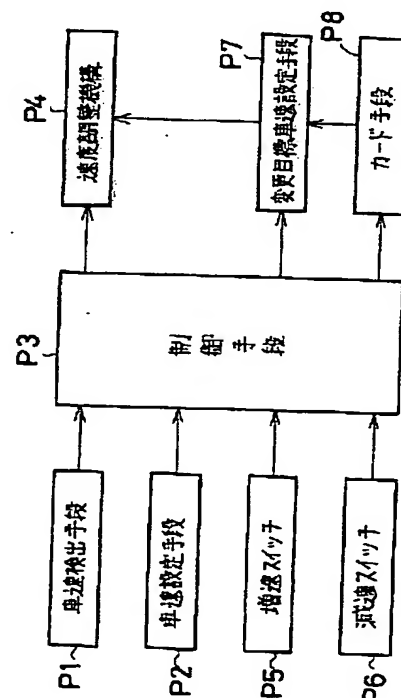 P1
車速検出手段
P2
車速設定手段
P5
増速スイッチ
P6
減速スイッチ
P3
制御手段
P4
速度調整機構
P7
変更目標車速設定手段
P8
カード手段